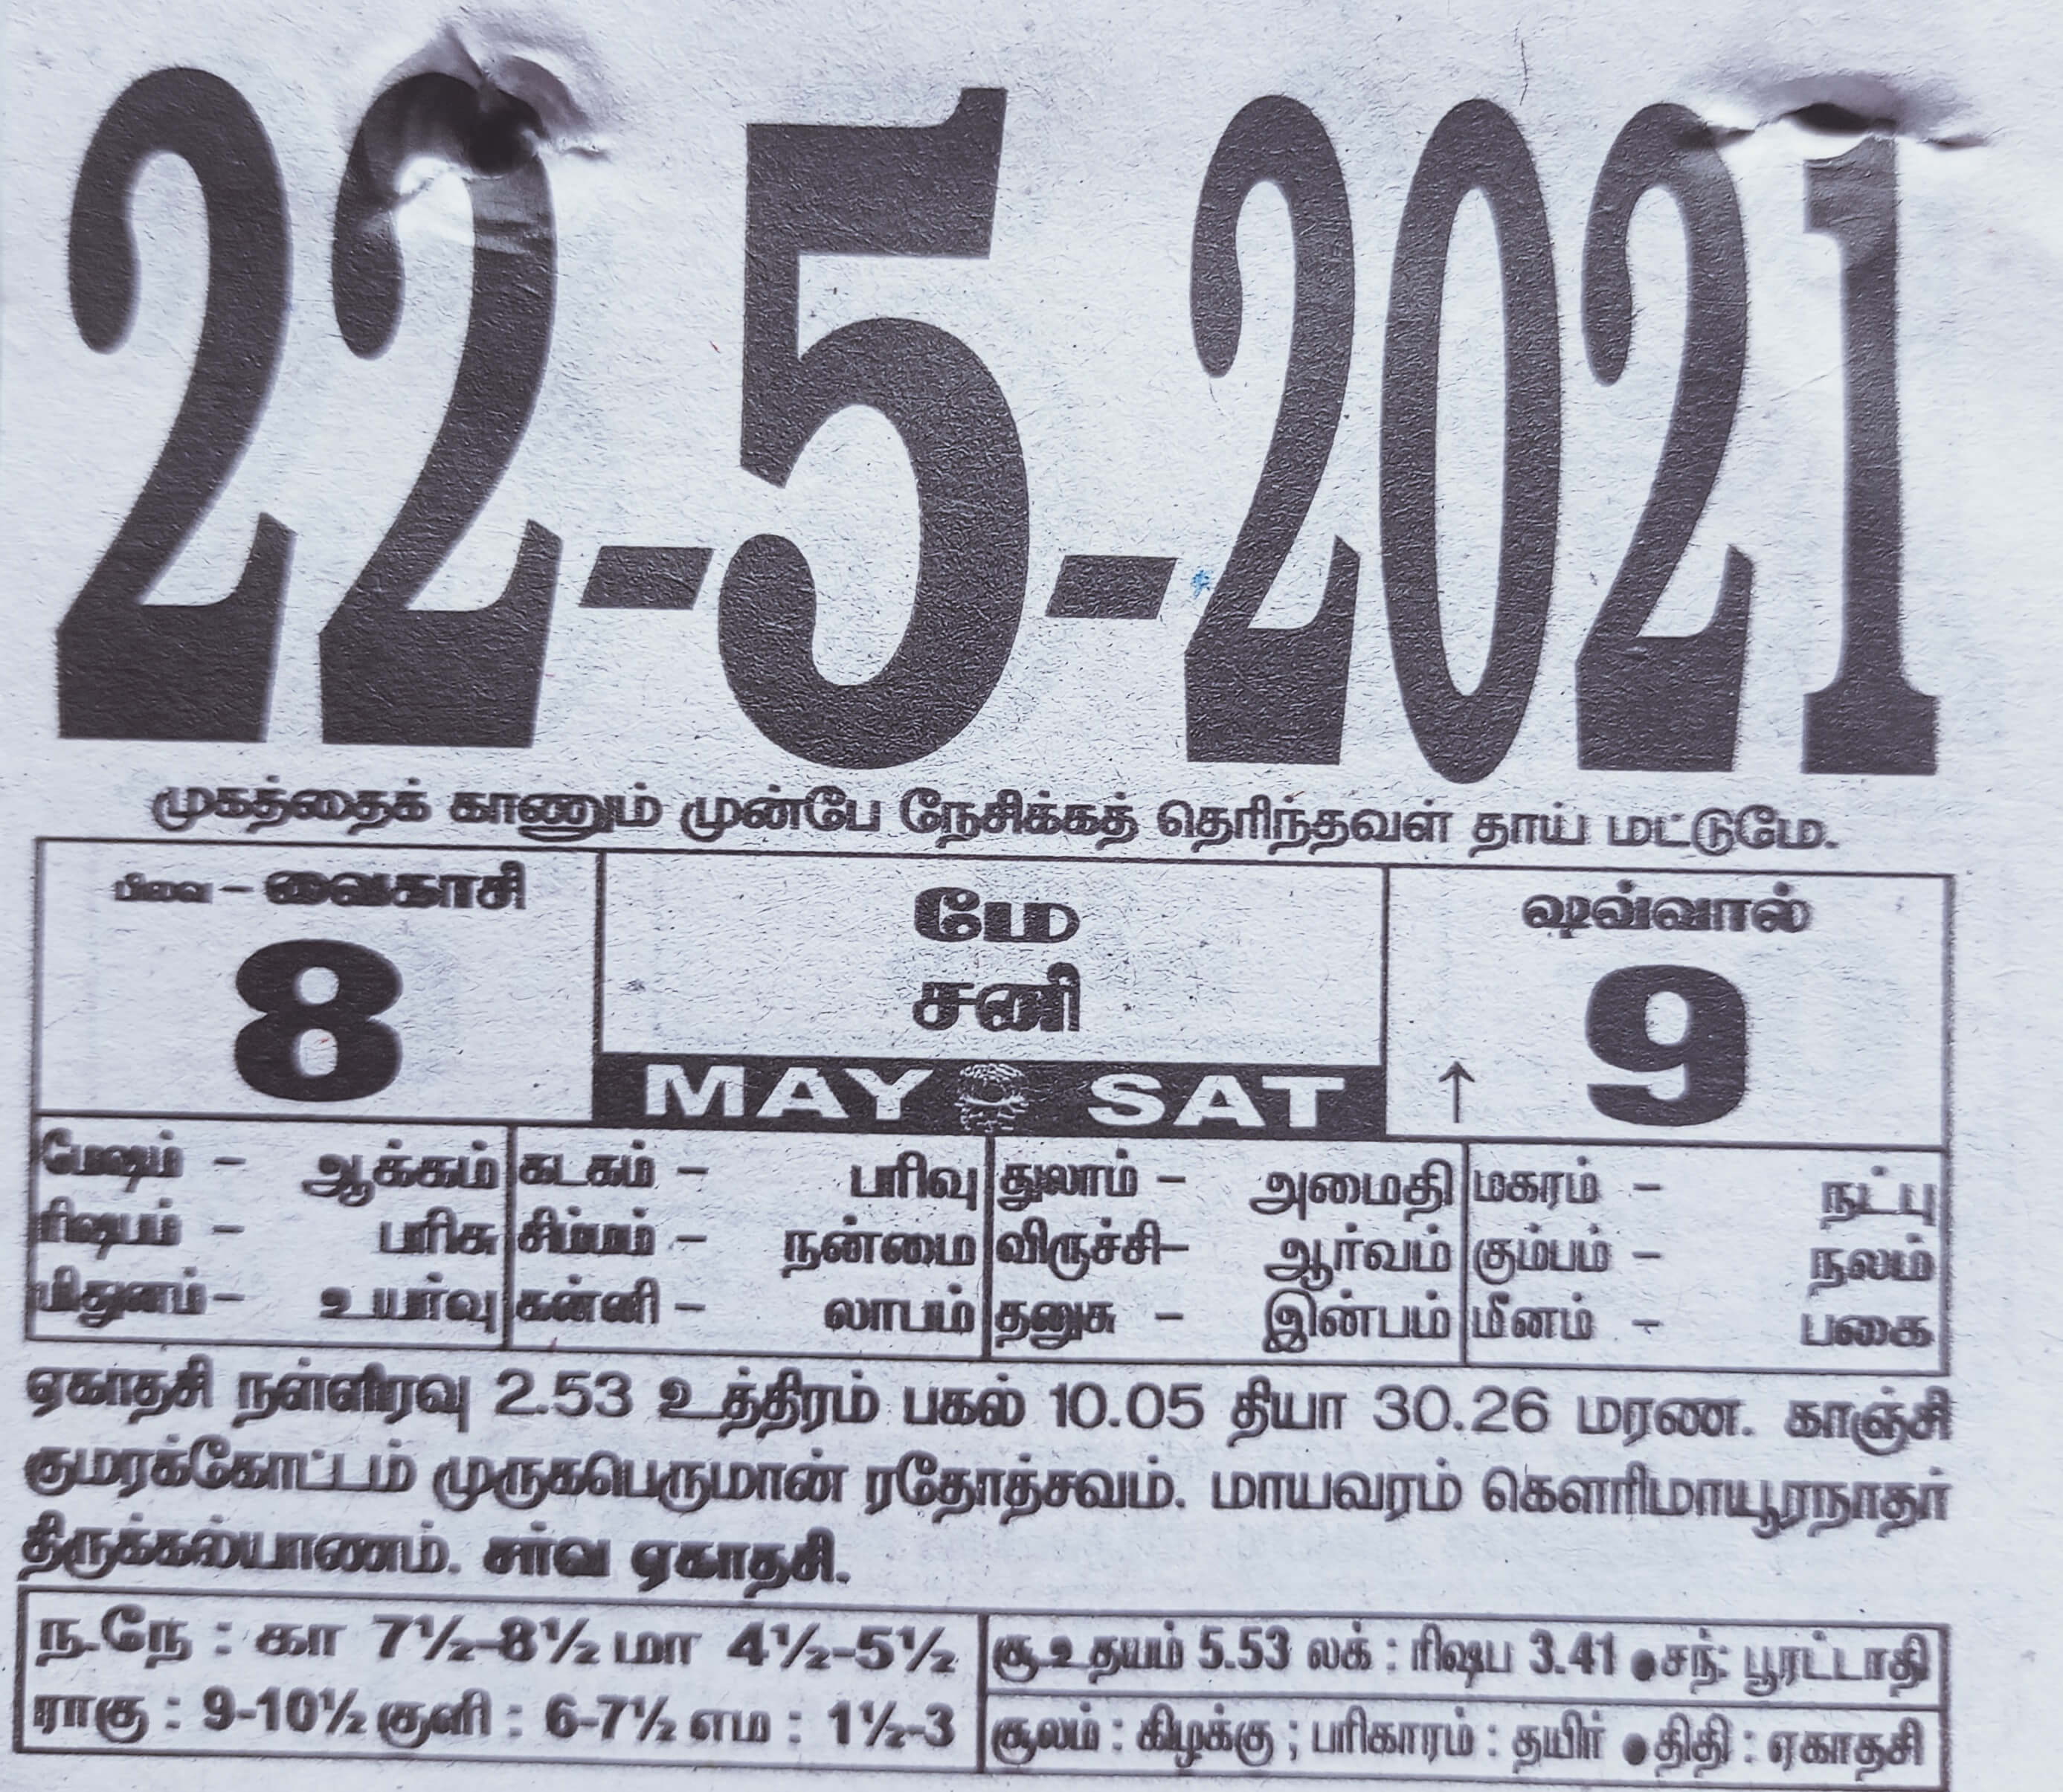 22-5-2021
முகத்தைக் காணும் முன்பே நேசிக்கத் தெரிந்தவள் தாய் மட்டுமே.
பிலவ - வைகாசி
8
மே
சனி
MAY SAT
ஷவ்வால்
↑ 9
மேஷம் - ஆக்கம் கடகம் - பரிவு துலாம் - அமைதி மகரம் - நட்பு
ரிஷபம் - பரிசு சிம்மம் - நன்மை விருச்சி- ஆர்வம் கும்பம் - நலம்
மிதுனம்- உயர்வு கன்னி - லாபம் தனுசு - இன்பம் மீனம் - பகை
ஏகாதசி நள்ளிரவு 2.53 உத்திரம் பகல் 10.05 தியா 30.26 மரண. காஞ்சி
குமரக்கோட்டம் முருகபெருமான் ரதோத்சவம். மாயவரம் கௌரிமாயூரநாதர்
திருக்கல்யாணம். சர்வ ஏகாதசி.
ந.நே : கா 7½-8½ மா 4½-5½
ராகு : 9-10½ குளி : 6-7½ எம : 1½-3
சூ.உதயம் 5.53 லக் : ரிஷப 3.41 ●சந்: பூரட்டாதி
சூலம் : கிழக்கு ; பரிகாரம் : தயிர் ●திதி : ஏகாதசி